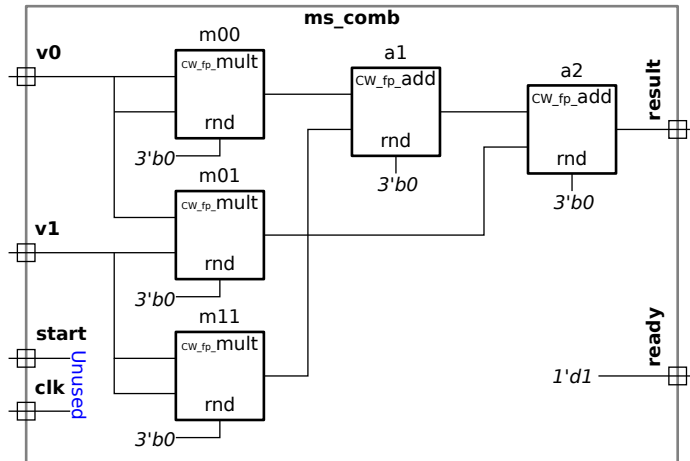 ms_comb
v0
m00
CW_fp_mult
rnd
3'b0
a1
CW_fp_add
rnd
3'b0
a2
CW_fp_add
rnd
3'b0
result
m01
CW_fp_mult
rnd
3'b0
v1
m11
CW_fp_mult
rnd
3'b0
start
clk
Unused
ready
1'd1